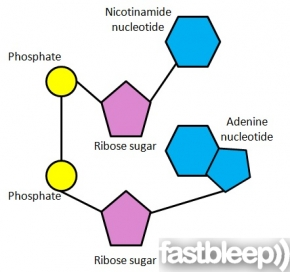 Nicotinamide
nucleotide
Phosphate
Ribose sugar
Adenine
nucleotide
Phosphate
Ribose sugar
fastbleep))